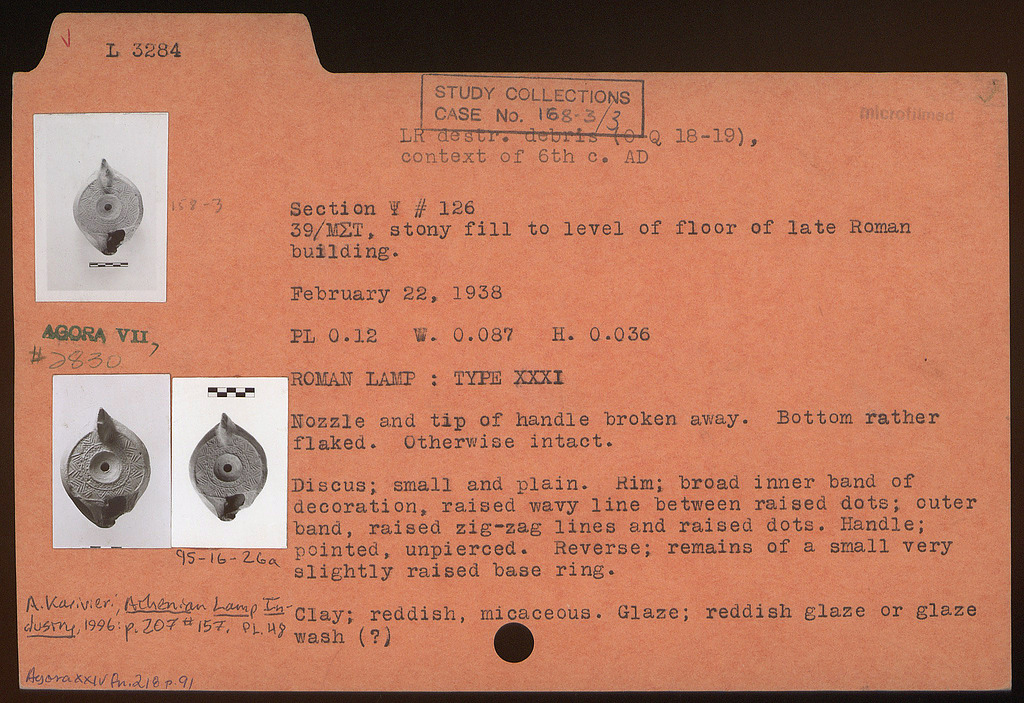 L 3284
STUDY COLLECTIONS
CASE No. 168-3/3
microfilmed
LR destr. debris (O-Q 18-19),
context of 6th c. AD
158-3
Section Ψ # 126
39/ΜΣΤ, stony fill to level of floor of late Roman
building.
February 22, 1938
AGORA VII,
#2830
PL 0.12 W. 0.087 H. 0.036
ROMAN LAMP : TYPE XXXI
Nozzle and tip of handle broken away. Bottom rather
flaked. Otherwise intact.
Discus; small and plain. Rim; broad inner band of
decoration, raised wavy line between raised dots; outer
band, raised zig-zag lines and raised dots. Handle;
pointed, unpierced. Reverse; remains of a small very
slightly raised base ring.
95-16-26a
Clay; reddish, micaceous. Glaze; reddish glaze or glaze
wash (?)
A. Karivieri, Athenian Lamp In-
dustry, 1996: p. 207 #157, PL. 48
Agora XXIV fn. 218 p. 91